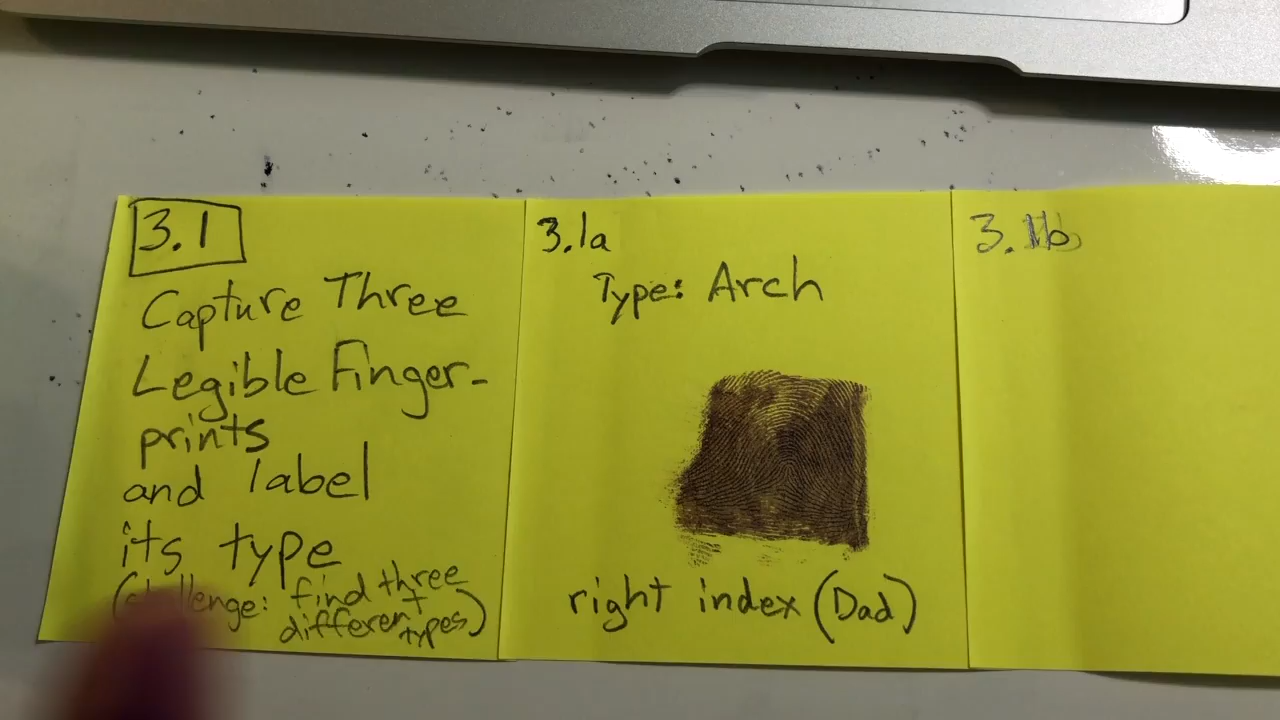 3.1
Capture Three
Legible Finger-
prints
and label
its type
(challenge: find three
different types)
3.1a
Type: Arch
right index (Dad)
3.1b